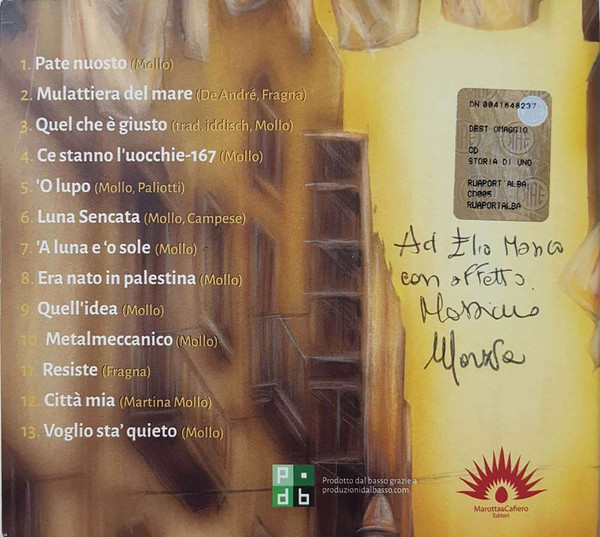 1. Pate nuosto (Mollo)
2. Mulattiera del mare (De André, Fragna)
3. Quel che è giusto (trad. iddisch, Mollo)
4. Ce stanno l'uocchie-167 (Mollo)
5. 'O lupo (Mollo, Paliotti)
6. Luna Sencata (Mollo, Campese)
7. 'A luna e 'o sole (Mollo)
8. Era nato in palestina (Mollo)
9. Quell'idea (Mollo)
10. Metalmeccanico (Mollo)
11. Resiste (Fragna)
12. Città mia (Martina Mollo)
13. Voglio sta' quieto (Mollo)
DN 0041648237
DEST OMAGGIO
CD
STORIA DI UNO
RUAPORT'ALBA
CD005
RUAPORTALBA
Ad Elio Manco
con affetto.
Massimo
P.
db
Prodotto dal basso grazie a
produzionidalbasso.com
Marotta&Cafiero
Editori